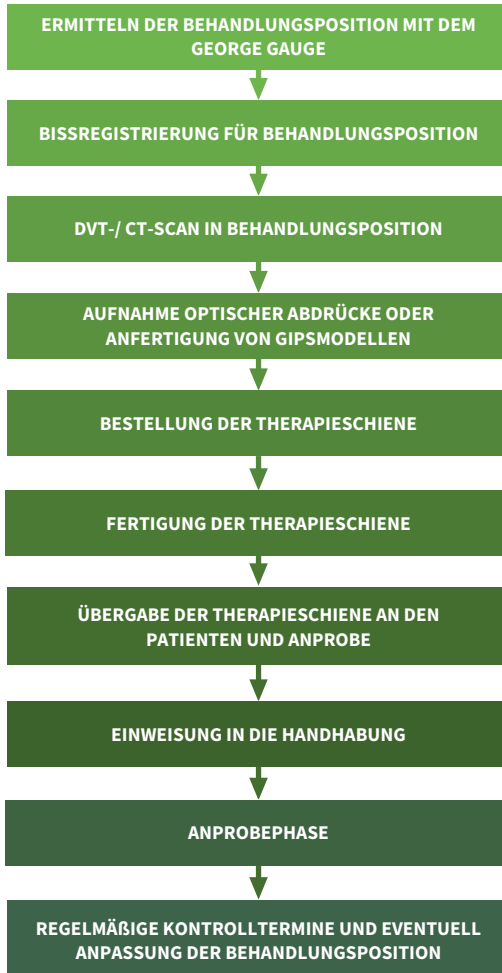 ERMITTELN DER BEHANDLUNGSPOSITION MIT DEM
GEORGE GAUGE
BISSREGISTRIERUNG FÜR BEHANDLUNGSPOSITION
DVT-/ CT-SCAN IN BEHANDLUNGSPOSITION
AUFNAHME OPTISCHER ABDRÜCKE ODER
ANFERTIGUNG VON GIPSMODELLEN
BESTELLUNG DER THERAPIESCHIENE
FERTIGUNG DER THERAPIESCHIENE
ÜBERGABE DER THERAPIESCHIENE AN DEN
PATIENTEN UND ANPROBE
EINWEISUNG IN DIE HANDHABUNG
ANPROBEPHASE
REGELMÄßIGE KONTROLLTERMINE UND EVENTUELL
ANPASSUNG DER BEHANDLUNGSPOSITION